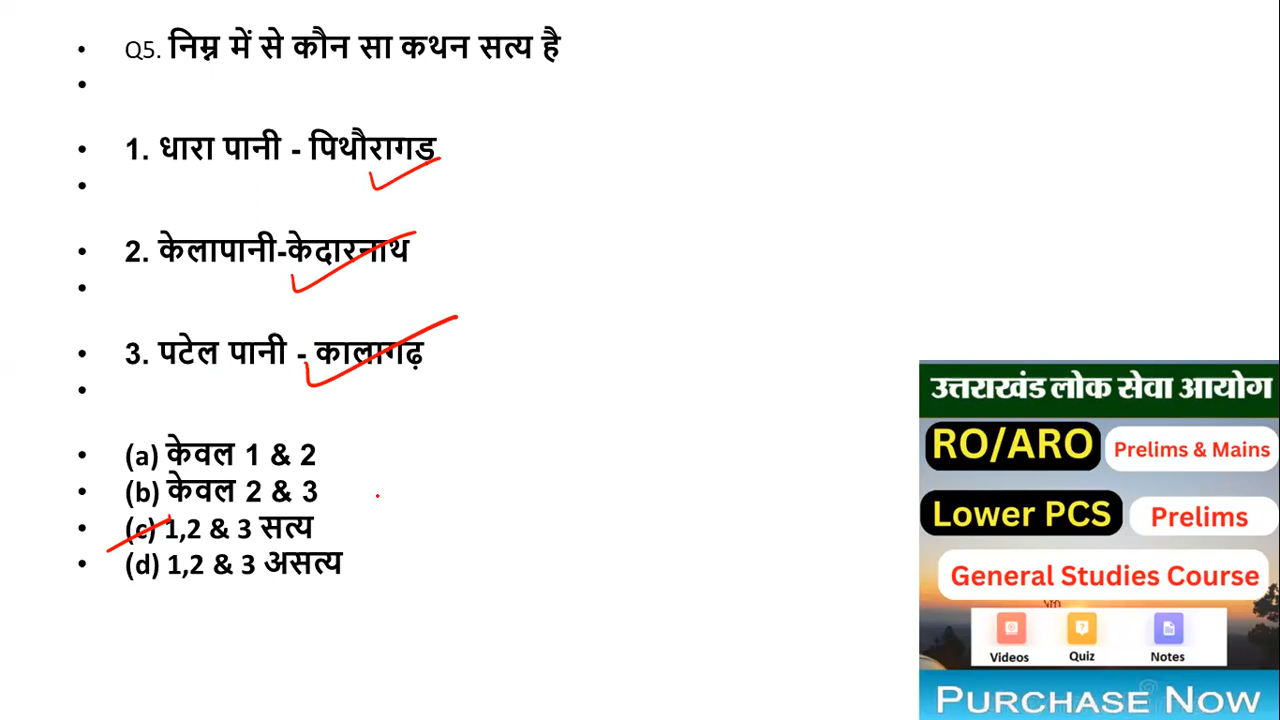 • Q5. निम्न में से कौन सा कथन सत्य है
•
• 1. धारा पानी - पिथौरागड
•
• 2. केलापानी-केदारनाथ
•
• 3. पटेल पानी - कालागढ़
•
• (a) केवल 1 & 2
• (b) केवल 2 & 3
• (c) 1,2 & 3 सत्य
• (d) 1,2 & 3 असत्य
उत्तराखंड लोक सेवा आयोग
RO/ARO Prelims & Mains
Lower PCS Prelims
General Studies Course
Videos Quiz Notes
PURCHASE NOW